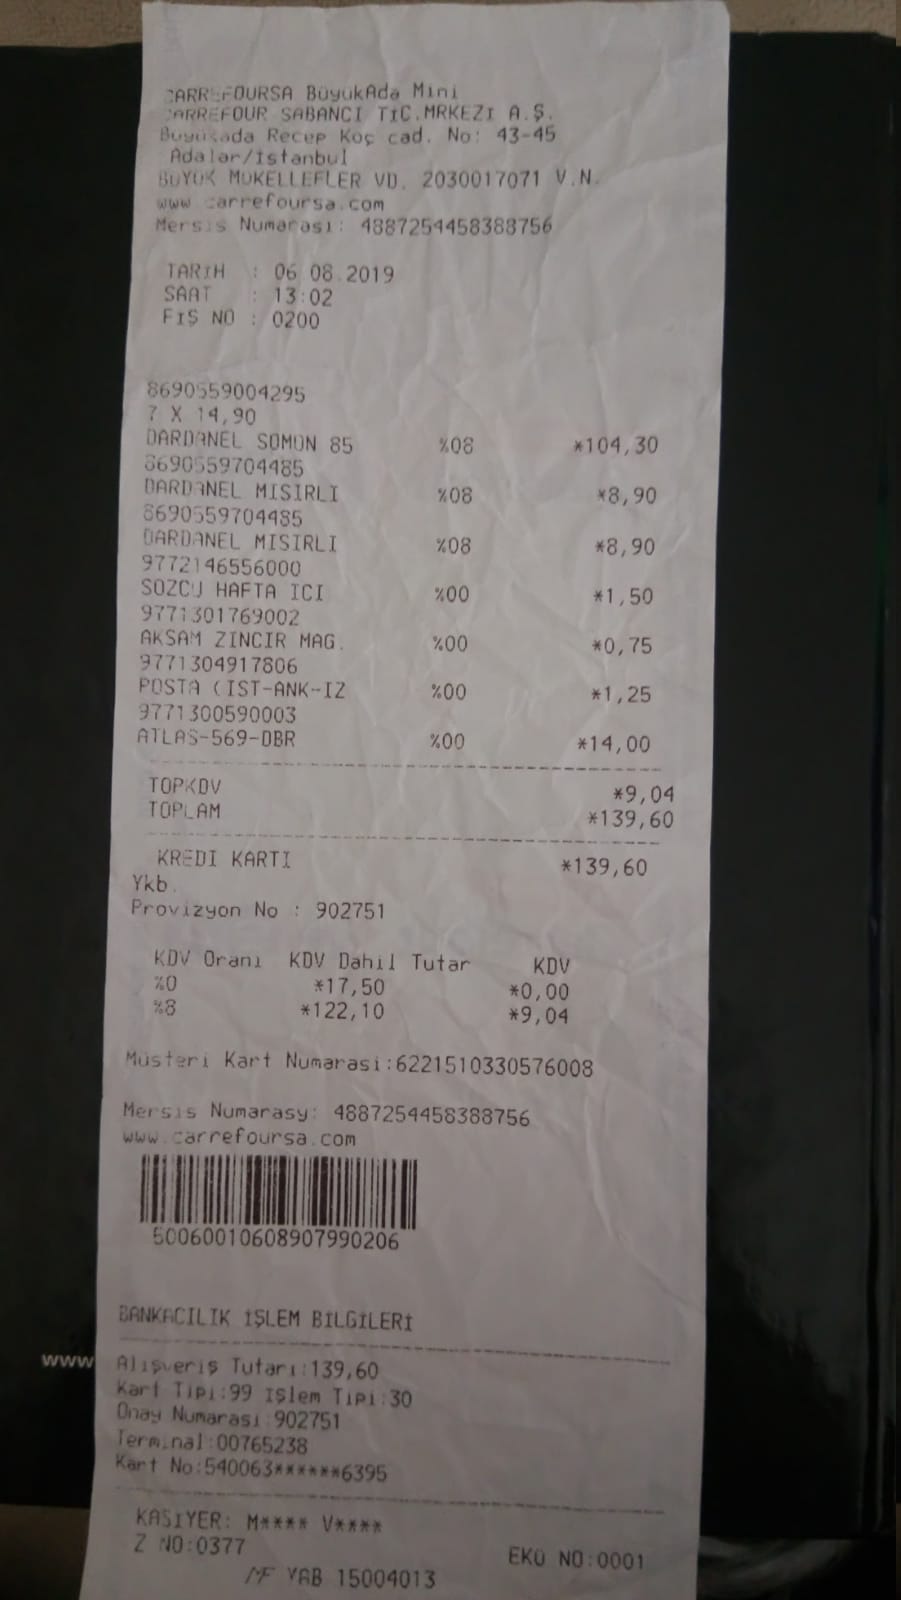 CARREFOURSA BüyükAda Mini
CARREFOUR SABANCI TİC.MRKEZİ A.Ş.
Büyükada Recep Koç cad. No: 43-45
Adalar/İstanbul
BÜYÜK MÜKELLEFLER VD. 2030017071 V.N.
www.carrefoursa.com
Mersis Numarası: 4887254458388756
TARİH : 06.08.2019
SAAT : 13:02
FİŞ NO : 0200
8690559004295
7 X 14,90
DARDANEL SOMON 85 %08 *104,30
8690559704485
DARDANEL MISIRLI %08 *8,90
8690559704485
DARDANEL MISIRLI %08 *8,90
9772146556000
SOZCU HAFTA ICI %00 *1,50
9771301769002
AKSAM ZINCIR MAG. %00 *0,75
9771304917806
POSTA (IST-ANK-IZ %00 *1,25
9771300590003
ATLAS-569-DBR %00 *14,00
TOPKDV *9,04
TOPLAM *139,60
KREDİ KARTI *139,60
Ykb.
Provizyon No : 902751
KDV Oranı KDV Dahil Tutar KDV
%0 *17,50 *0,00
%8 *122,10 *9,04
Müşteri Kart Numarası:6221510330576008
Mersis Numarasy: 4887254458388756
www.carrefoursa.com
50060010608907990206
BANKACILIK İŞLEM BİLGİLERİ
www
Alışveriş Tutarı:139,60
Kart Tipi:99 İşlem Tipi:30
Onay Numarası:902751
Terminal:00765238
Kart No:540063******6395
KASİYER: M**** V****
Z NO:0377 EKÜ NO:0001
MF YAB 15004013